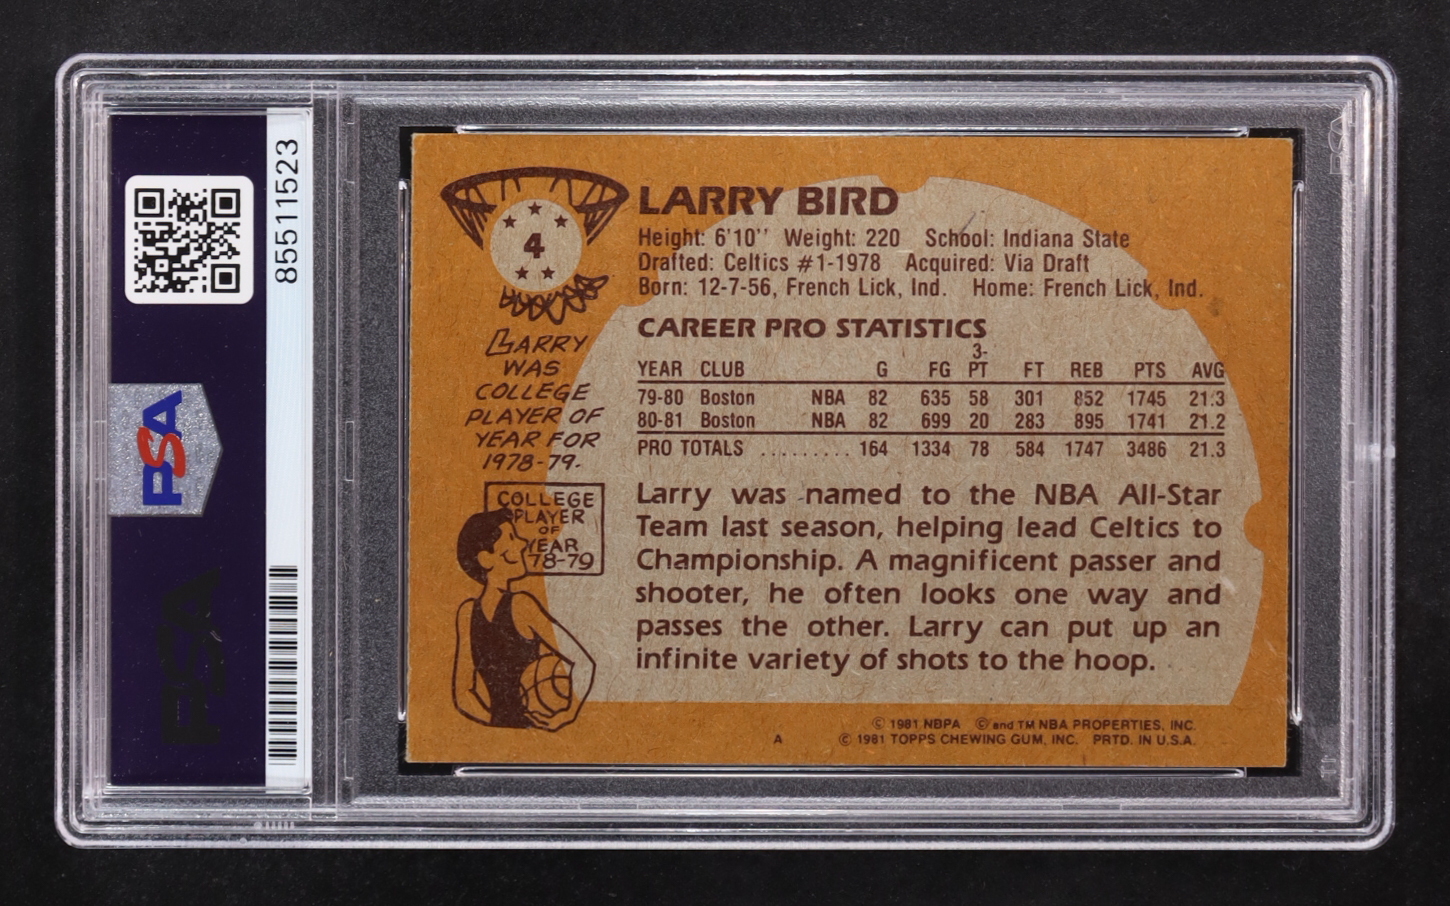 85511523
PSA
PSA
4
LARRY BIRD
Height: 6'10'' Weight: 220 School: Indiana State
Drafted: Celtics #1-1978 Acquired: Via Draft
Born: 12-7-56, French Lick, Ind. Home: French Lick, Ind.
LARRY
WAS
COLLEGE
PLAYER OF
YEAR FOR
1978-79.
COLLEGE
PLAYER
OF
YEAR
78-79
CAREER PRO STATISTICS
YEAR CLUB G FG 3-PT FT REB PTS AVG
79-80 Boston NBA 82 635 58 301 852 1745 21.3
80-81 Boston NBA 82 699 20 283 895 1741 21.2
PRO TOTALS ......... 164 1334 78 584 1747 3486 21.3
Larry was named to the NBA All-Star
Team last season, helping lead Celtics to
Championship. A magnificent passer and
shooter, he often looks one way and
passes the other. Larry can put up an
infinite variety of shots to the hoop.
© 1981 NBPA © and TM NBA PROPERTIES, INC.
A © 1981 TOPPS CHEWING GUM, INC. PRTD. IN U.S.A.